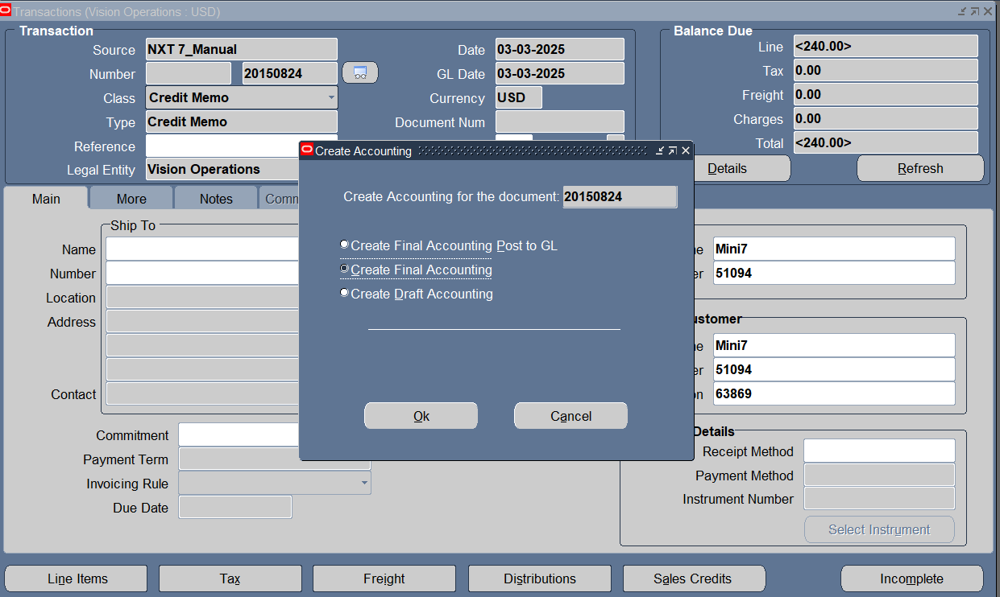 Transactions (Vision Operations : USD)
Transaction
Source NXT 7_Manual
Number 20150824
Class Credit Memo
Type Credit Memo
Reference
Legal Entity Vision Operations
Date 03-03-2025
GL Date 03-03-2025
Currency USD
Document Num
Balance Due
Line <240.00>
Tax 0.00
Freight 0.00
Charges 0.00
Total <240.00>
Details
Refresh
Main
More
Notes
Comm
Create Accounting
Create Accounting for the document: 20150824
Create Final Accounting Post to GL
Create Final Accounting
Create Draft Accounting
Ok
Cancel
Ship To
Name
Number
Location
Address
Contact
Commitment
Payment Term
Invoicing Rule
Due Date
Mini7
51094
ustomer
Mini7
51094
63869
Details
Receipt Method
Payment Method
Instrument Number
Select Instrument
Line Items
Tax
Freight
Distributions
Sales Credits
Incomplete